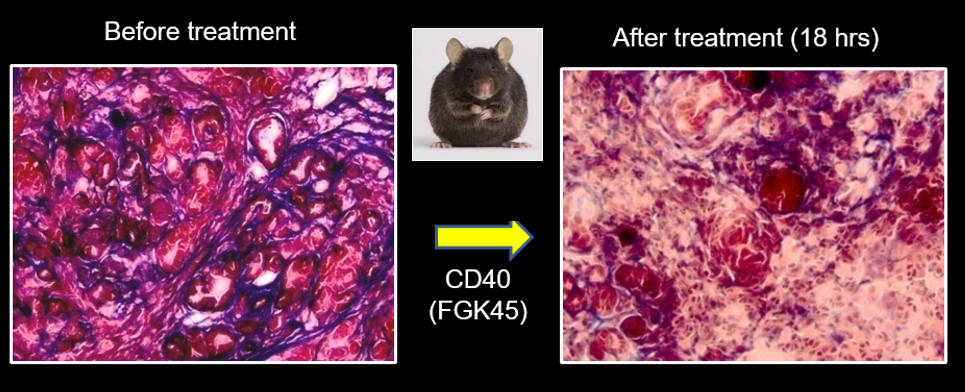 Before treatment
After treatment (18 hrs)
CD40
(FGK45)